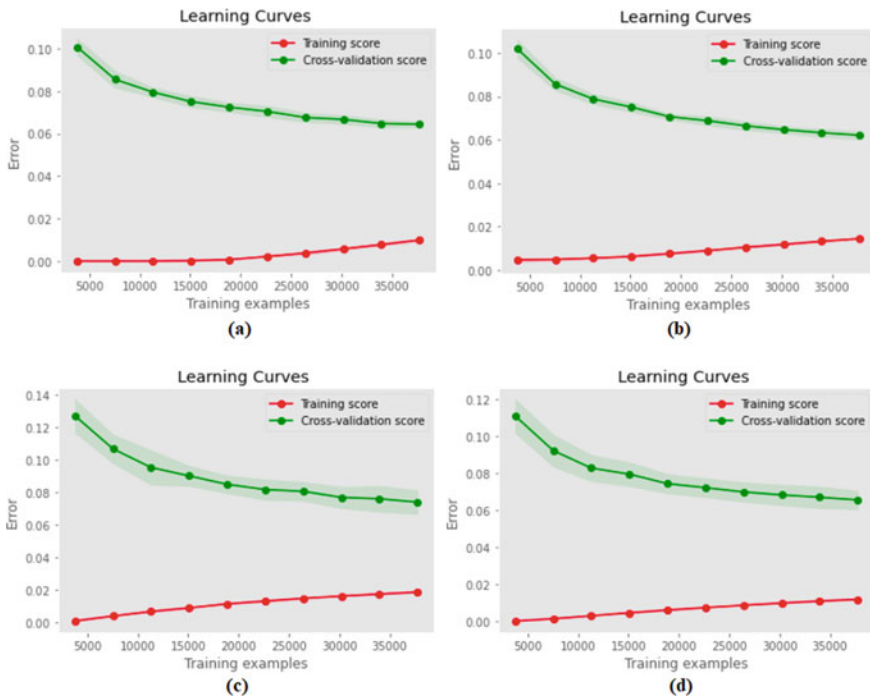 Learning Curves
Training score
Cross-validation score
Error
0.10
0.08
0.06
0.04
0.02
0.00
5000 10000 15000 20000 25000 30000 35000
Training examples
(a)
Learning Curves
Training score
Cross-validation score
Error
0.10
0.08
0.06
0.04
0.02
0.00
5000 10000 15000 20000 25000 30000 35000
Training examples
(b)
Learning Curves
Training score
Cross-validation score
Error
0.14
0.12
0.10
0.08
0.06
0.04
0.02
0.00
5000 10000 15000 20000 25000 30000 35000
Training examples
(c)
Learning Curves
Training score
Cross-validation score
Error
0.12
0.10
0.08
0.06
0.04
0.02
0.00
5000 10000 15000 20000 25000 30000 35000
Training examples
(d)